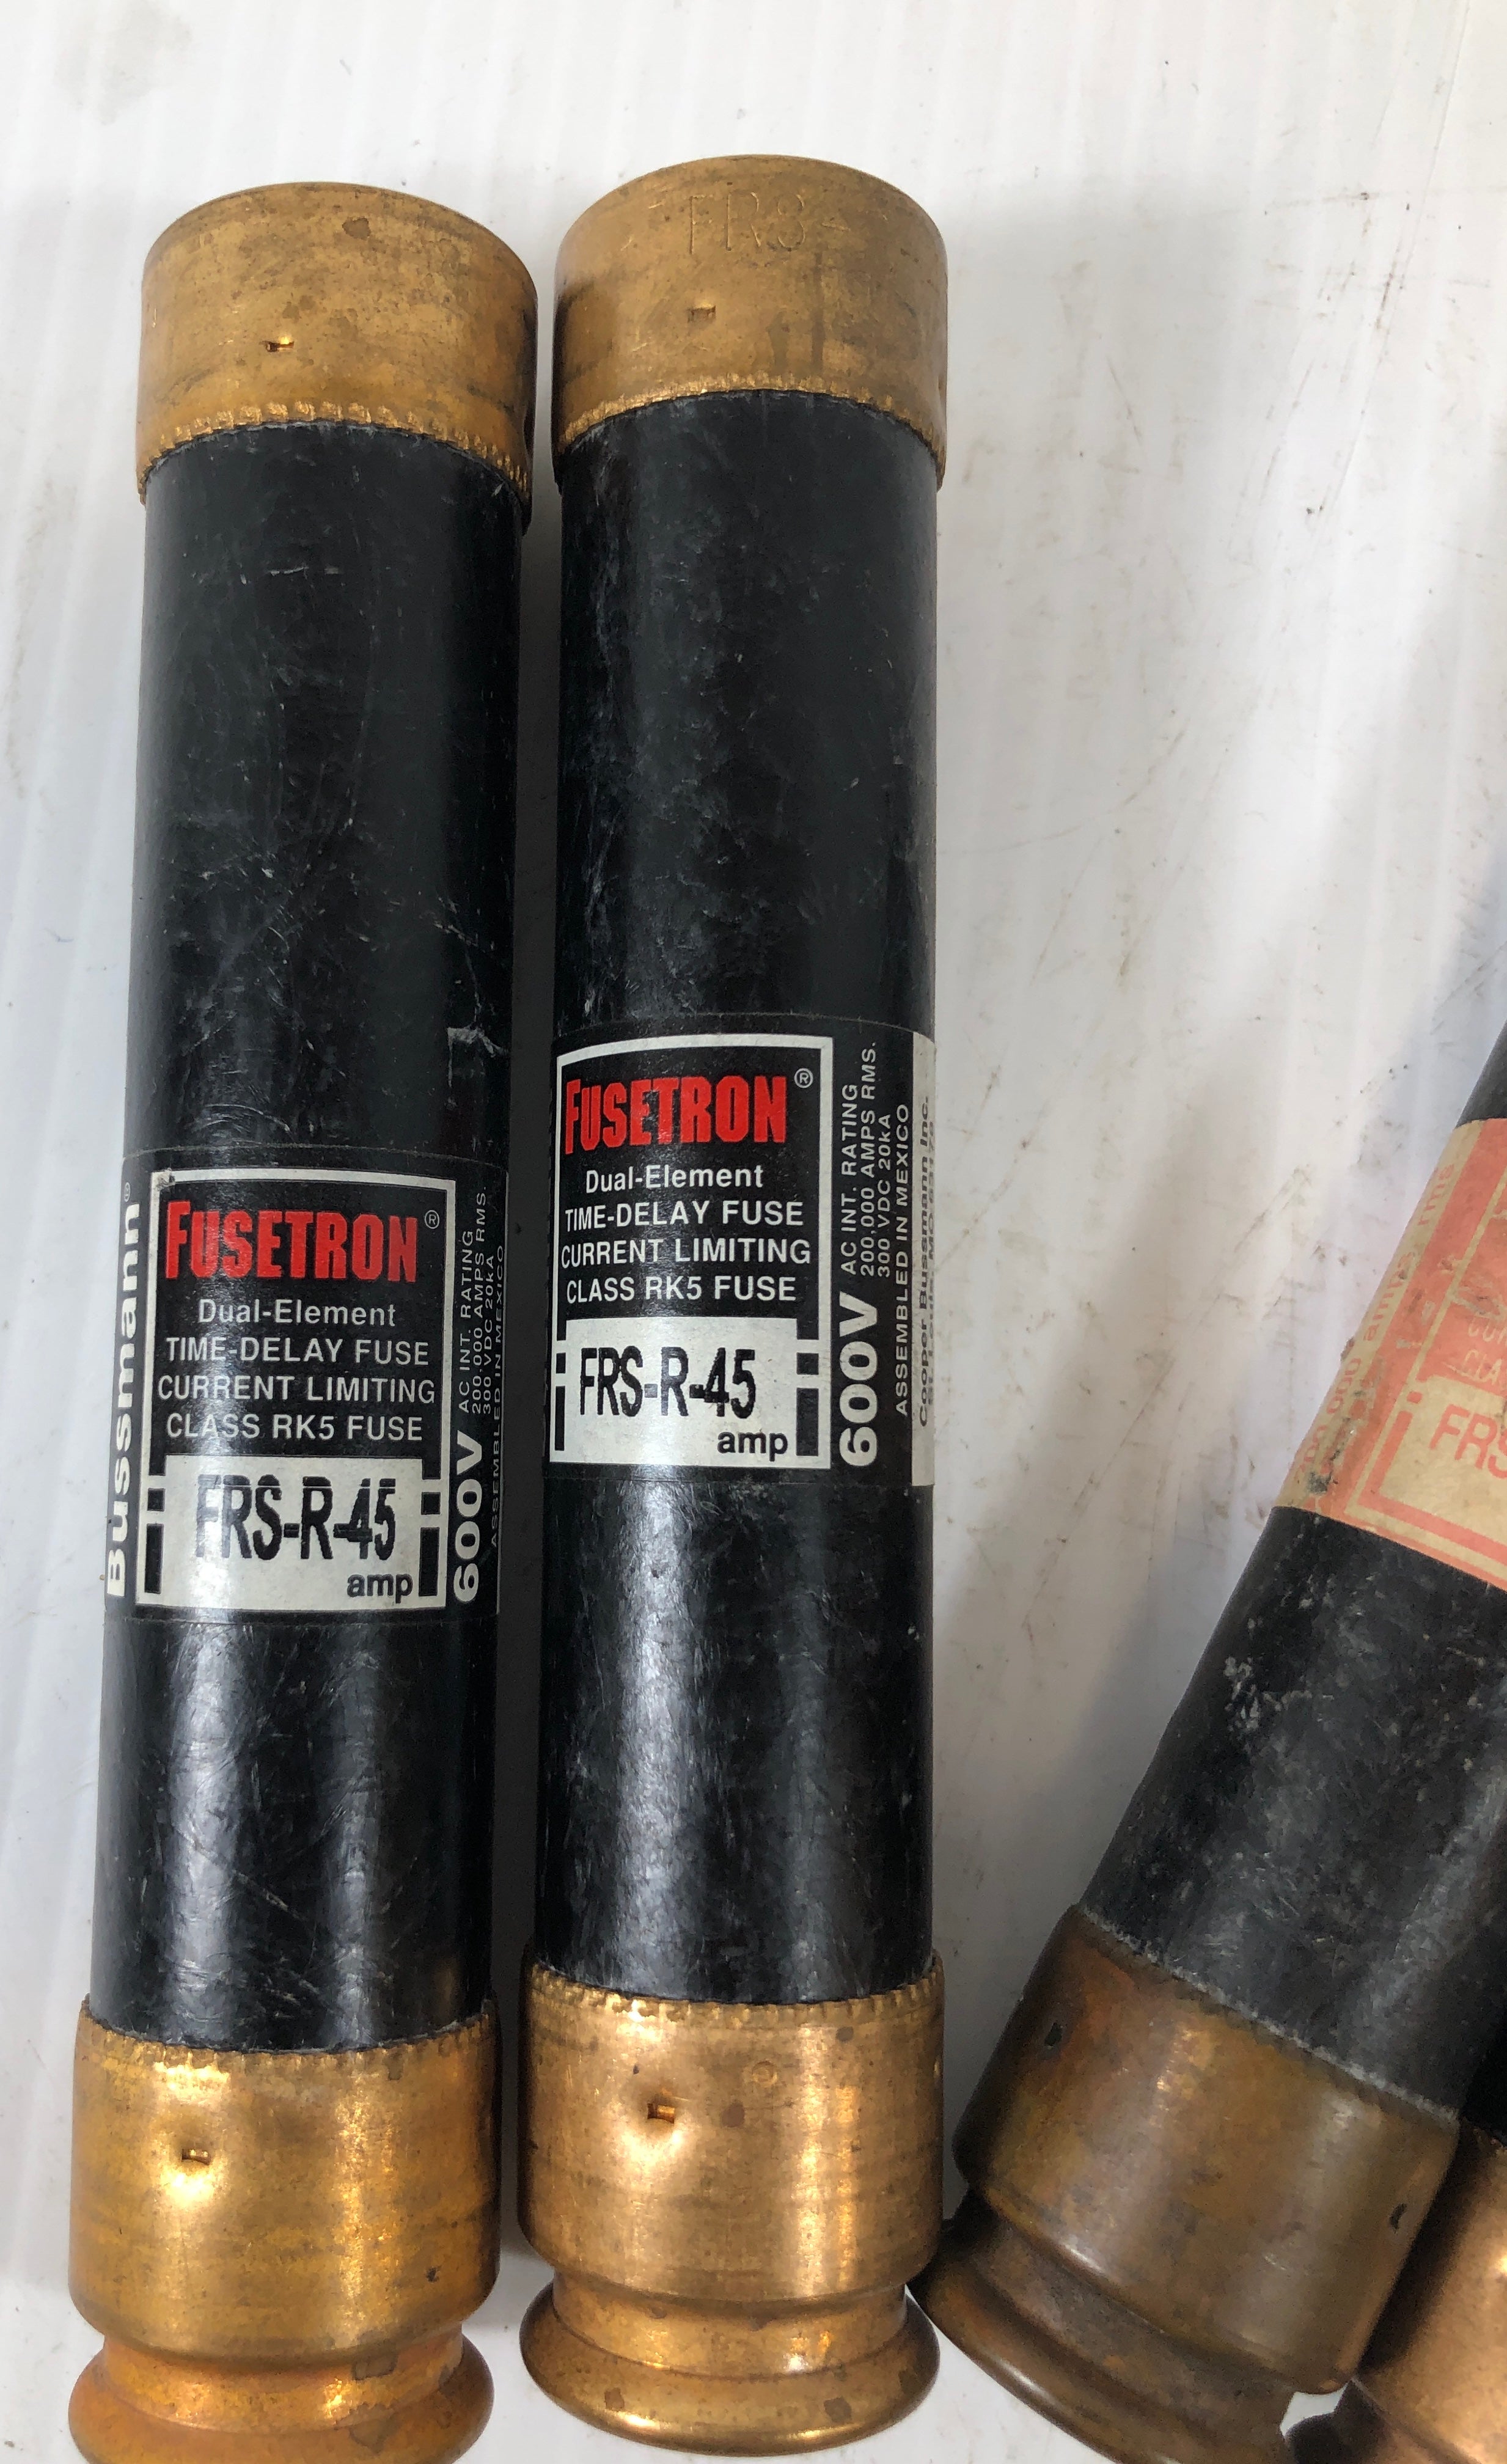 Bussmann®
FUSETRON®
Dual-Element
TIME-DELAY FUSE
CURRENT LIMITING
CLASS RK5 FUSE
FRS-R-45
amp
600V
AC INT. RATING
200,000 AMPS RMS.
300 VDC 20kA
ASSEMBLED IN MEXICO
FUSETRON®
Dual-Element
TIME-DELAY FUSE
CURRENT LIMITING
CLASS RK5 FUSE
FRS-R-45
amp
600V
AC INT. RATING
200,000 AMPS RMS.
300 VDC 20kA
ASSEMBLED IN MEXICO
Cooper Bussmann Inc.
FRS